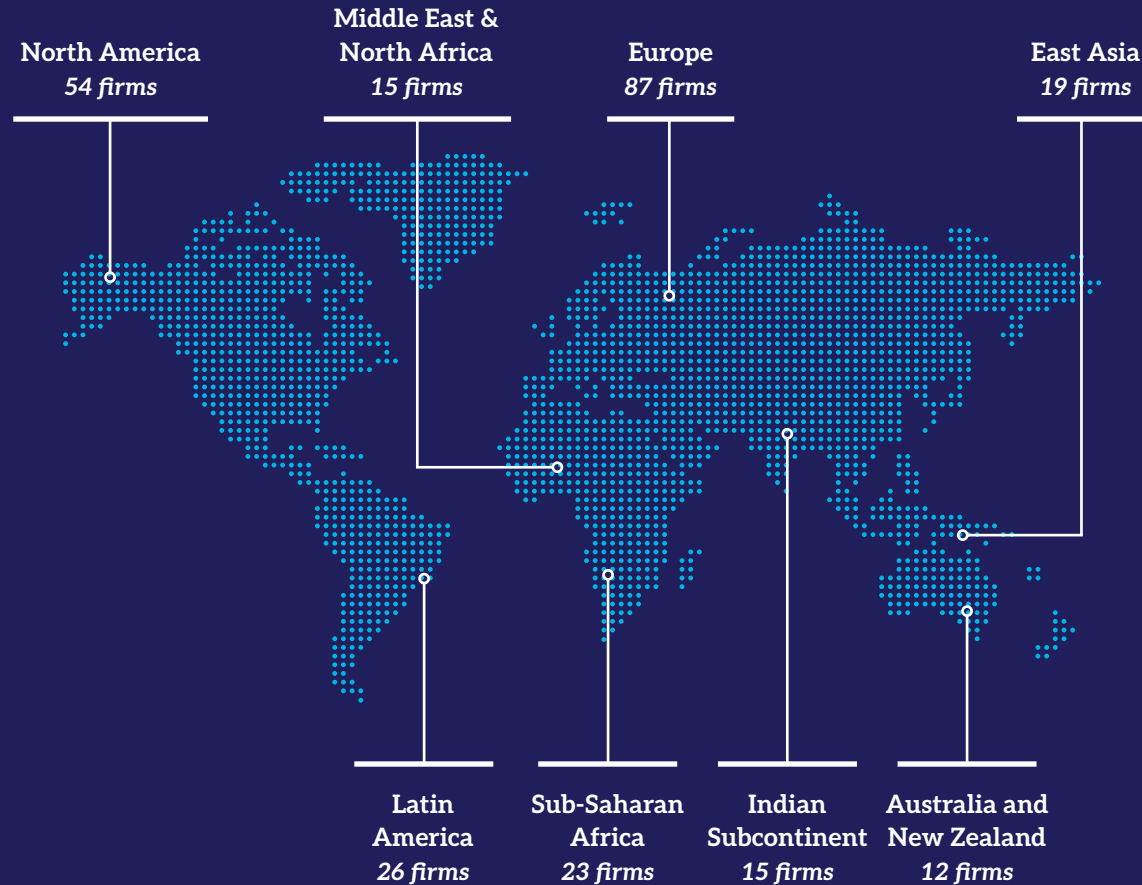 North America
54 firms
Middle East &
North Africa
15 firms
Europe
87 firms
East Asia
19 firms
Latin
America
26 firms
Sub-Saharan
Africa
23 firms
Indian
Subcontinent
15 firms
Australia and
New Zealand
12 firms